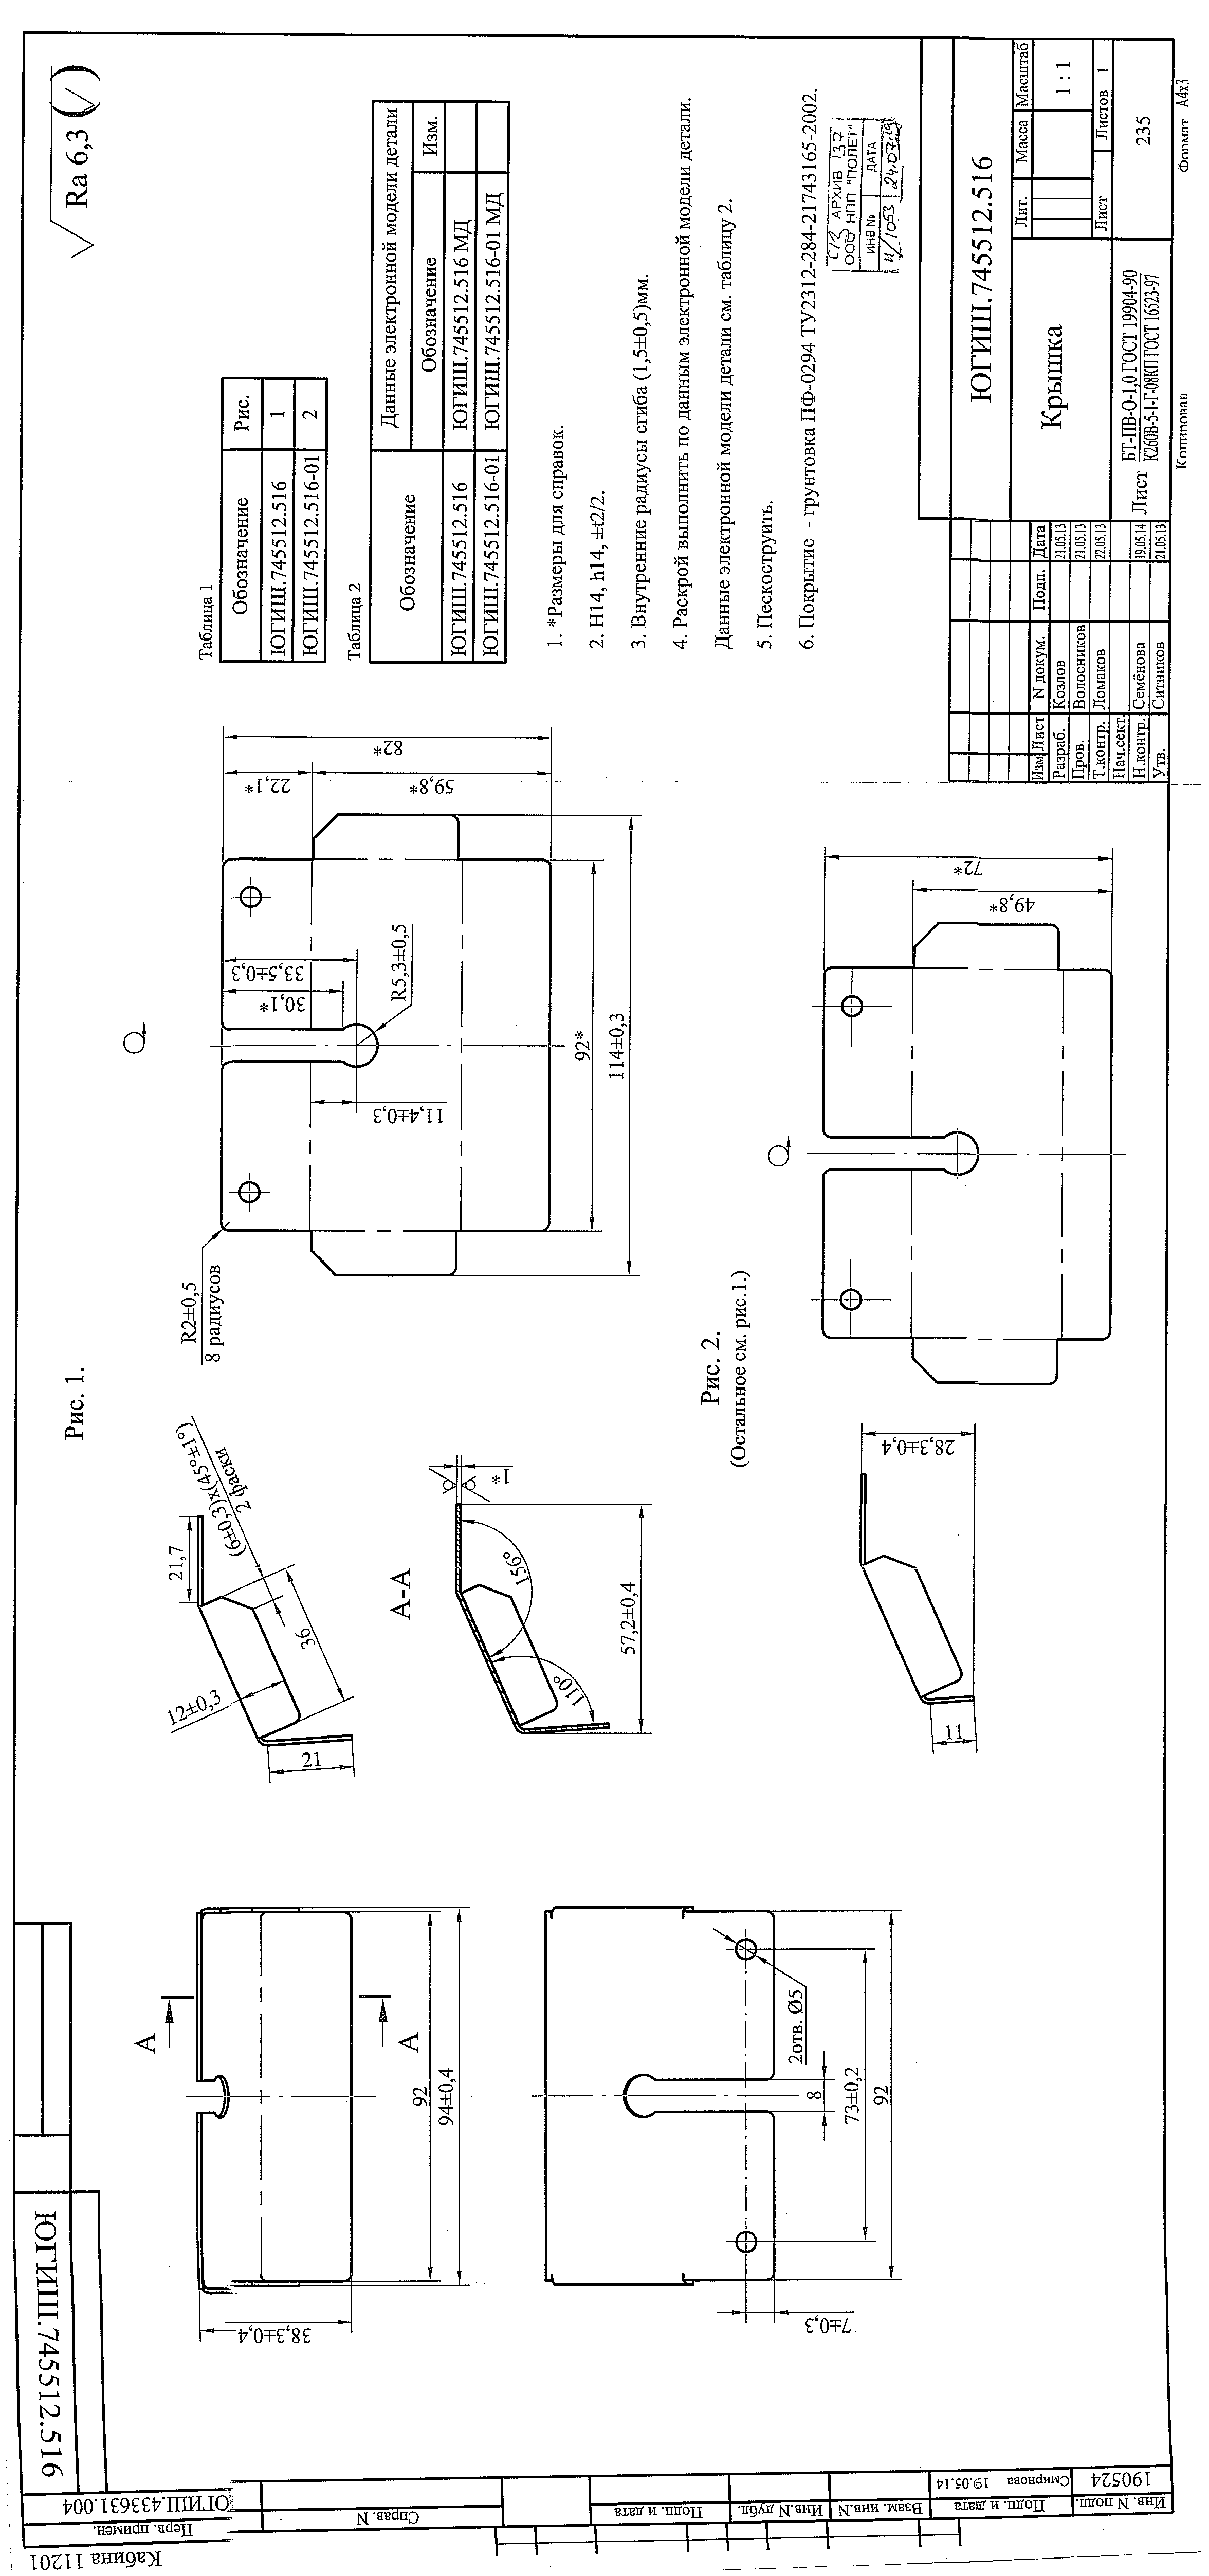 Кабина 11201
Перв. примен.
ОГИШ.433631.004
ЮГИШ.745512.516
Справ. N
Подп. и дата
Инв.N дубл.
Взам. инв.N
Подп. и дата
Смирнова 19.05.14
Инв. N подл.
190524
Ra 6,3 (√)
Рис. 1.
А
А
92
94±0,4
38,3±0,4
2отв. Ø5
8
73±0,2
92
7±0,3
21,7
(6±0,3)х(45°±1°)
2 фаски
36
12±0,3
21
А-А
1*
156°
110°
57,2±0,4
R2±0,5
8 радиусов
82*
22,1*
59,8*
33,5±0,3
30,1*
R5,3±0,5
11,4±0,3
92*
114±0,3
Рис. 2.
(Остальное см. рис.1.)
28,3±0,4
11
72*
49,8*
Таблица 1
Обозначение Рис.
ЮГИШ.745512.516 1
ЮГИШ.745512.516-01 2
Таблица 2
Обозначение Данные электронной модели детали
Обозначение Изм.
ЮГИШ.745512.516 ЮГИШ.745512.516 МД
ЮГИШ.745512.516-01 ЮГИШ.745512.516-01 МД
1. *Размеры для справок.
2. H14, h14, ±t2/2.
3. Внутренние радиусы сгиба (1,5±0,5)мм.
4. Раскрой выполнить по данным электронной модели детали.
Данные электронной модели детали см. таблицу 2.
5. Пескоструить.
6. Покрытие - грунтовка ПФ-0294 ТУ2312-284-21743165-2002.
АРХИВ 137
ООО НПП "ПОЛЕТ"
ИНВ № ДАТА
24.07.19
ЮГИШ.745512.516
Изм Лист N докум. Подп. Дата
Разраб. Козлов 21.05.13
Пров. Волосников 21.05.13
Т.контр. Ломаков 22.05.13
Нач.сект.
Н.контр. Семёнова 19.05.14
Утв. Ситников 21.05.13
Крышка
Лит. Масса Масштаб
1 : 1
Лист Листов 1
Лист БТ-ПВ-О-1,0 ГОСТ 19904-90
К260В-5-1-Г-08КП ГОСТ 16523-97
235
Копировал
Формат А4х3